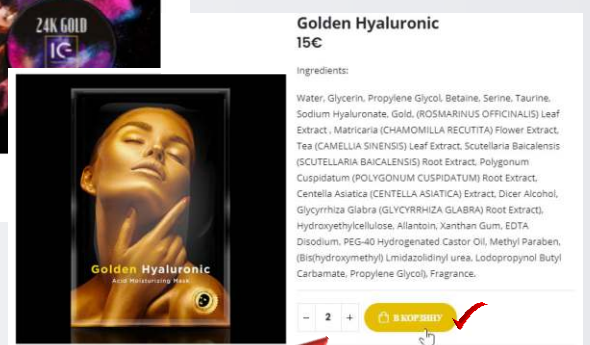 24K GOLD
IG
Golden Hyaluronic
15€
Ingredients:
Water, Glycerin, Propylene Glycol, Betaine, Serine, Taurine,
Sodium Hyaluronate, Gold, (ROSMARINUS OFFICINALIS) Leaf
Extract , Matricaria (CHAMOMILLA RECUTITA) Flower Extract,
Tea (CAMELLIA SINENSIS) Leaf Extract, Scutellaria Baicalensis
(SCUTELLARIA BAICALENSIS) Root Extract, Polygonum
Cuspidatum (POLYGONUM CUSPIDATUM) Root Extract,
Centella Asiatica (CENTELLA ASIATICA) Extract, Dicer Alcohol,
Glycyrrhiza Glabra (GLYCYRRHIZA GLABRA) Root Extract),
Hydroxyethylcellulose, Allantoin, Xanthan Gum, EDTA
Disodium, PEG-40 Hydrogenated Castor Oil, Methyl Paraben,
(Bis(hydroxymethyl) Lmidazolidinyl urea, Lodopropynol Butyl
Carbamate, Propylene Glycol), Fragrance.
Golden Hyaluronic
Acid Moisturizing Mask
− 2 +
В КОРЗИНУ